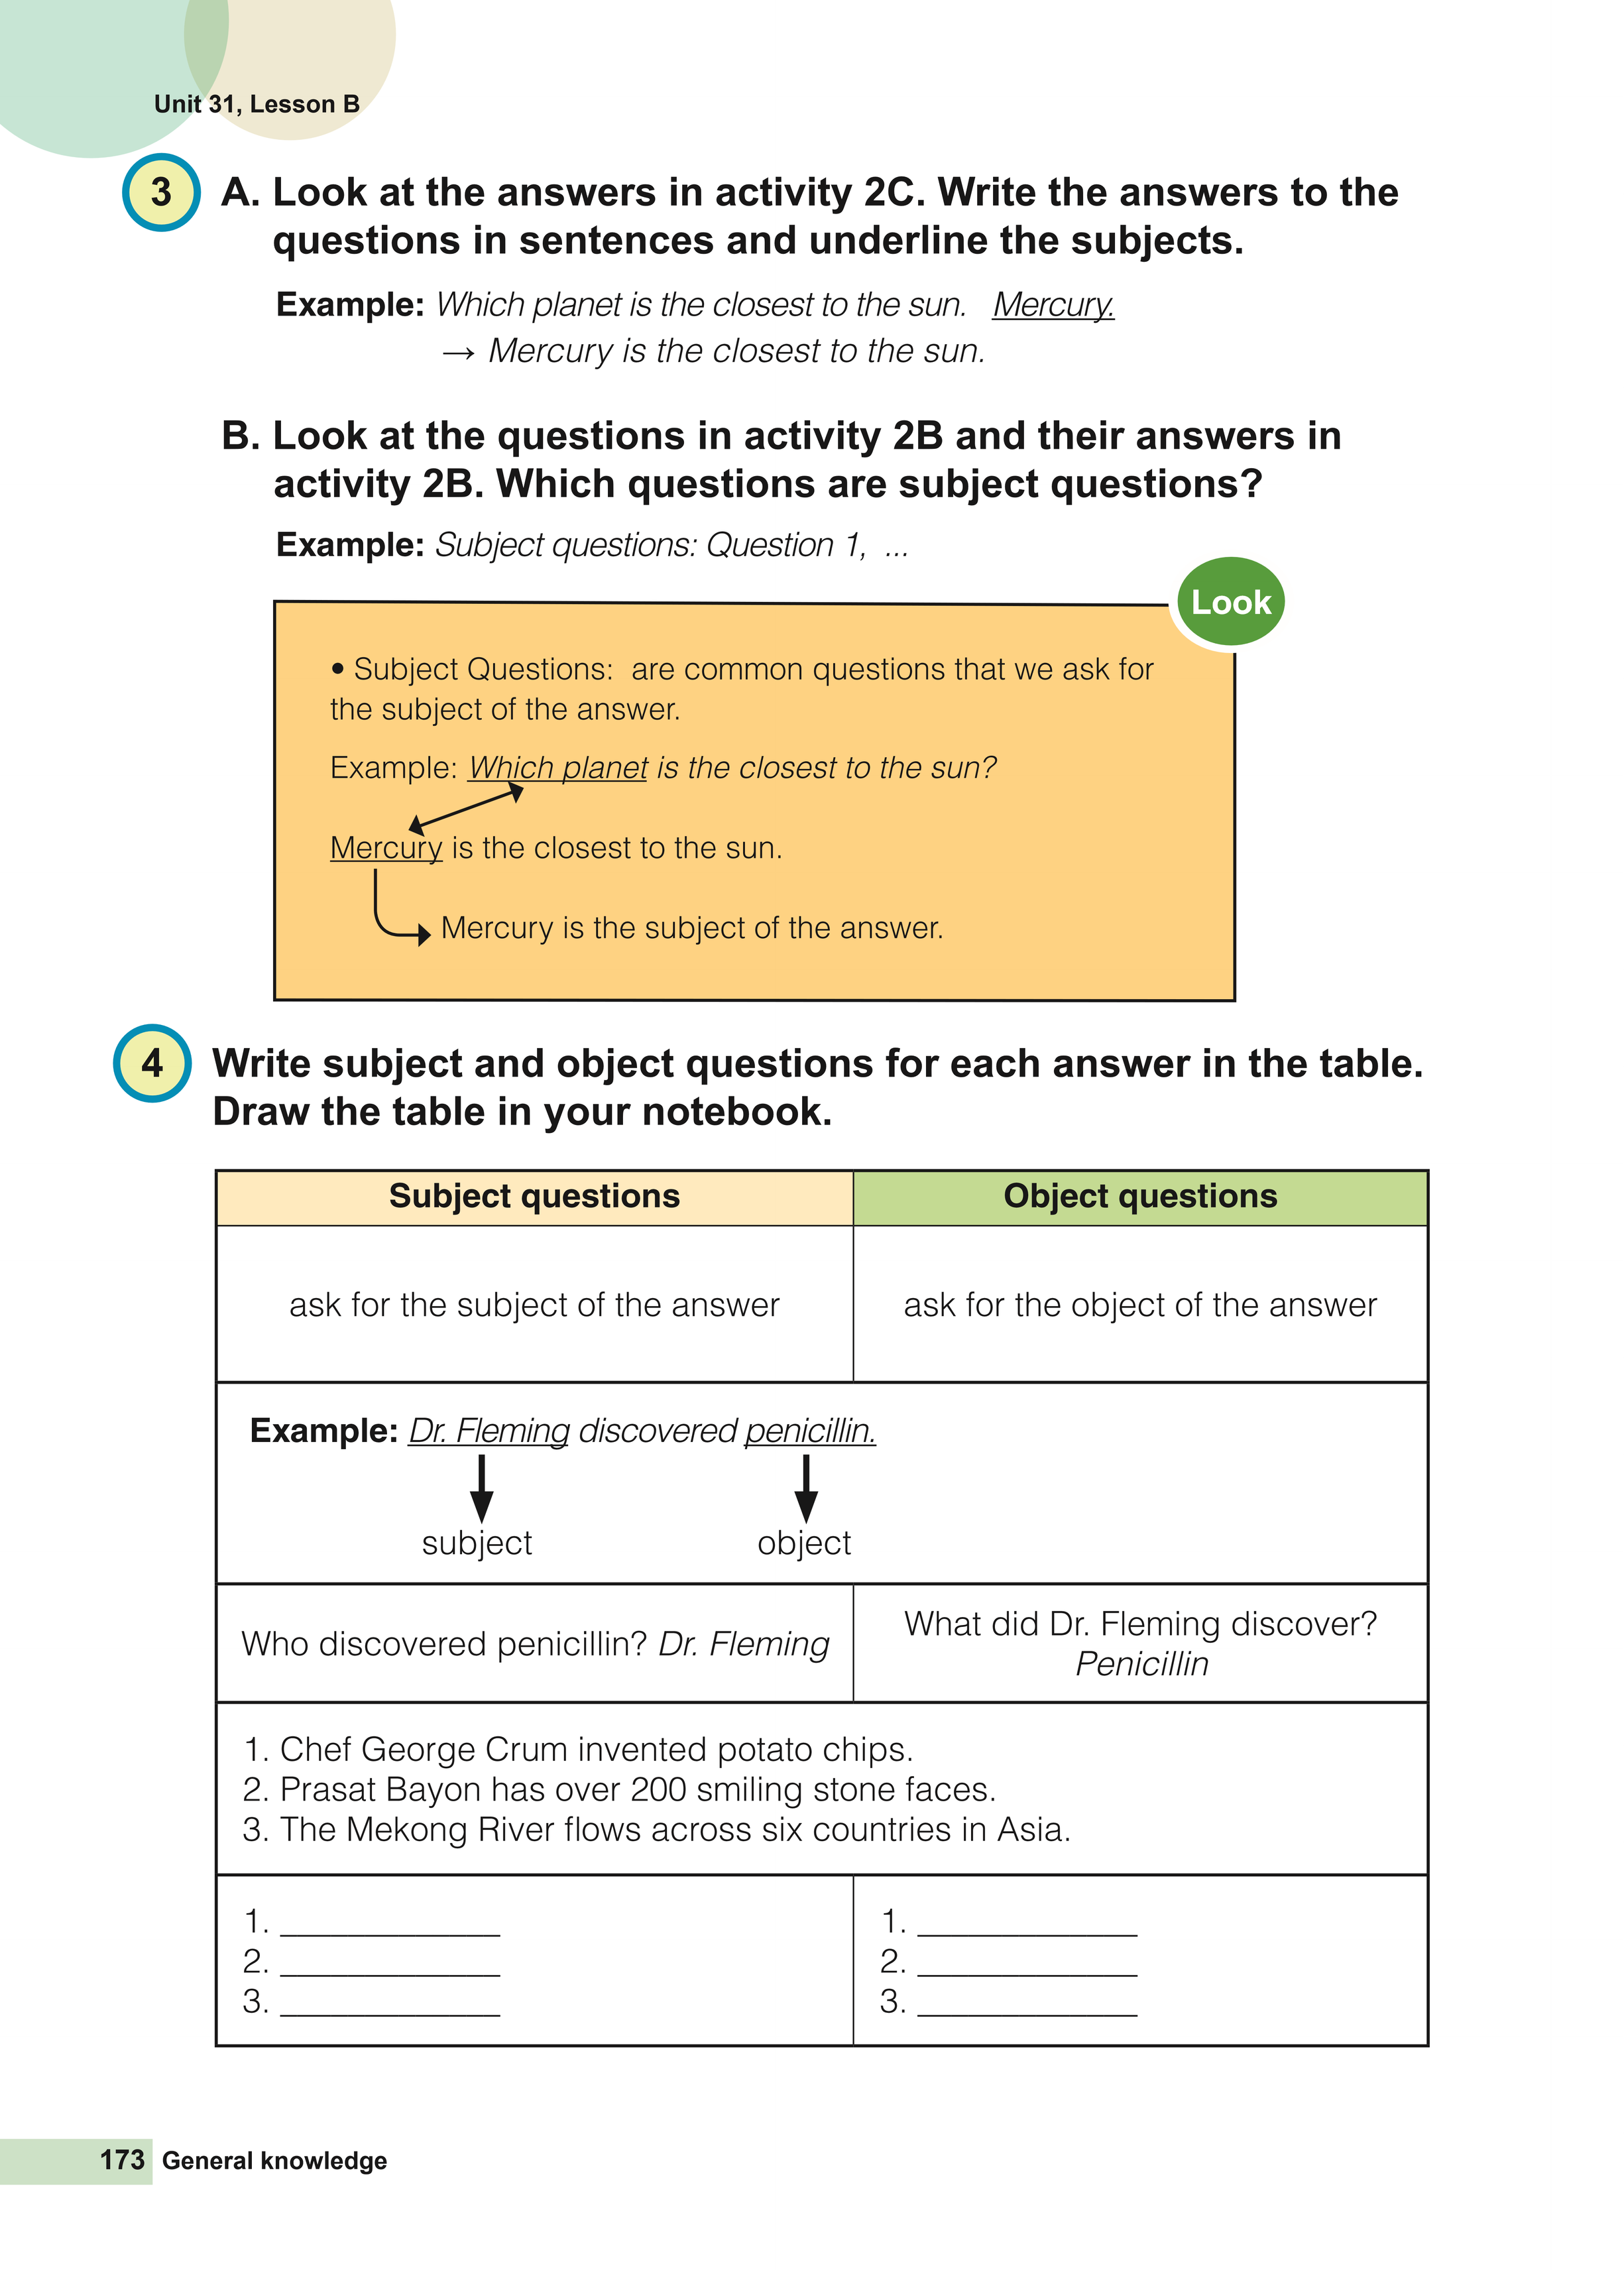 Unit 31, Lesson B
3 A. Look at the answers in activity 2C. Write the answers to the
questions in sentences and underline the subjects.
Example: Which planet is the closest to the sun. Mercury.
→ Mercury is the closest to the sun.
B. Look at the questions in activity 2B and their answers in
activity 2B. Which questions are subject questions?
Example: Subject questions: Question 1, ...
Look
• Subject Questions: are common questions that we ask for
the subject of the answer.
Example: Which planet is the closest to the sun?
Mercury is the closest to the sun.
Mercury is the subject of the answer.
4 Write subject and object questions for each answer in the table.
Draw the table in your notebook.
Subject questions Object questions
ask for the subject of the answer ask for the object of the answer
Example: Dr. Fleming discovered penicillin.
subject object
Who discovered penicillin? Dr. Fleming
What did Dr. Fleming discover?
Penicillin
1. Chef George Crum invented potato chips.
2. Prasat Bayon has over 200 smiling stone faces.
3. The Mekong River flows across six countries in Asia.
1. _____________ 1. _____________
2. _____________ 2. _____________
3. _____________ 3. _____________
173 General knowledge